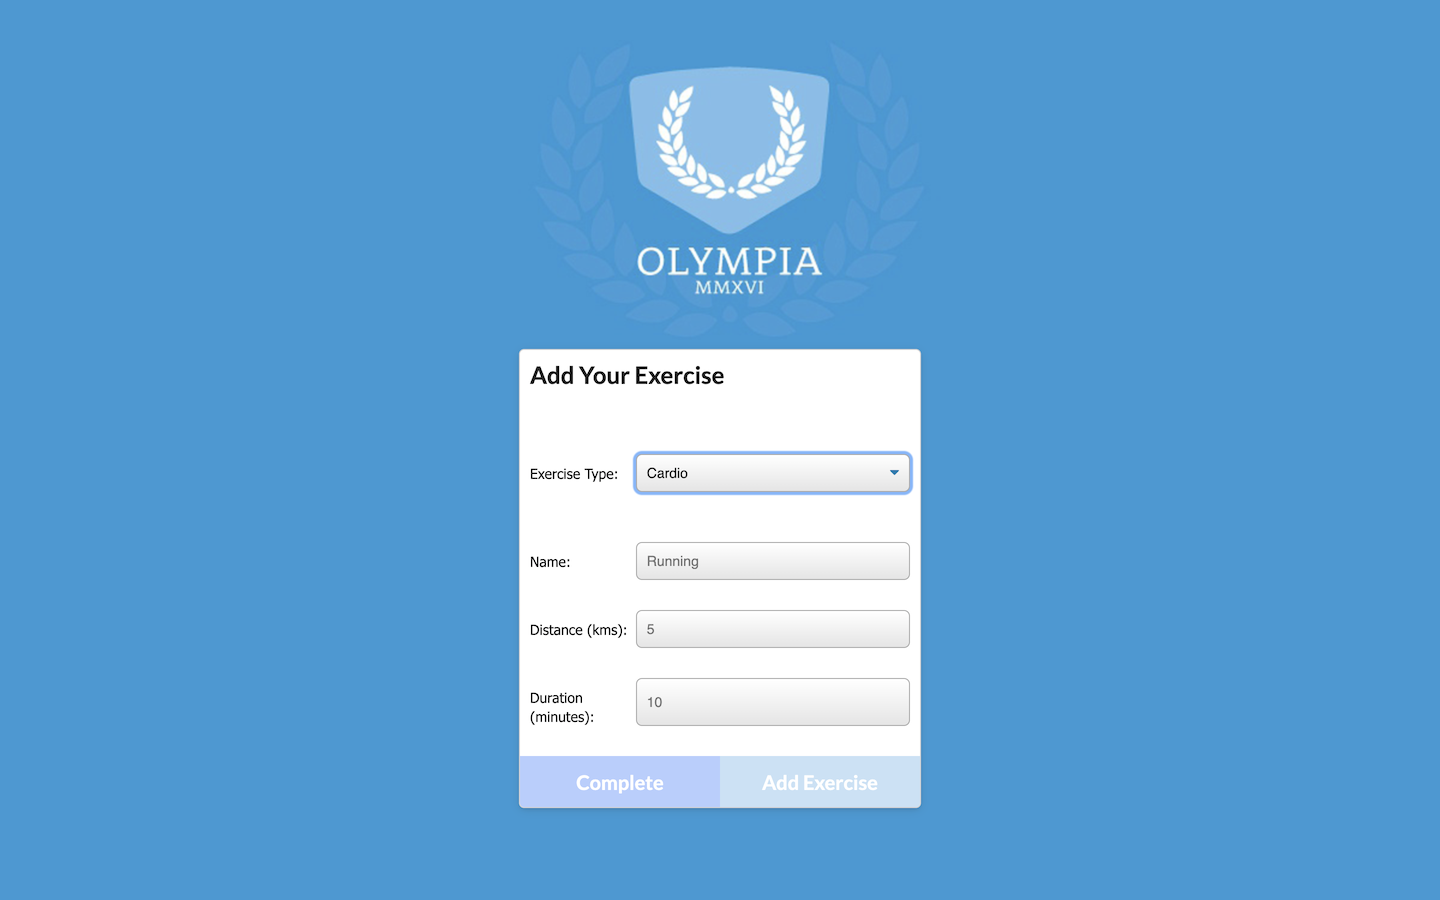 OLYMPIA
MMXVI
Add Your Exercise
Exercise Type: Cardio
Name: Running
Distance (kms): 5
Duration
(minutes): 10
Complete Add Exercise